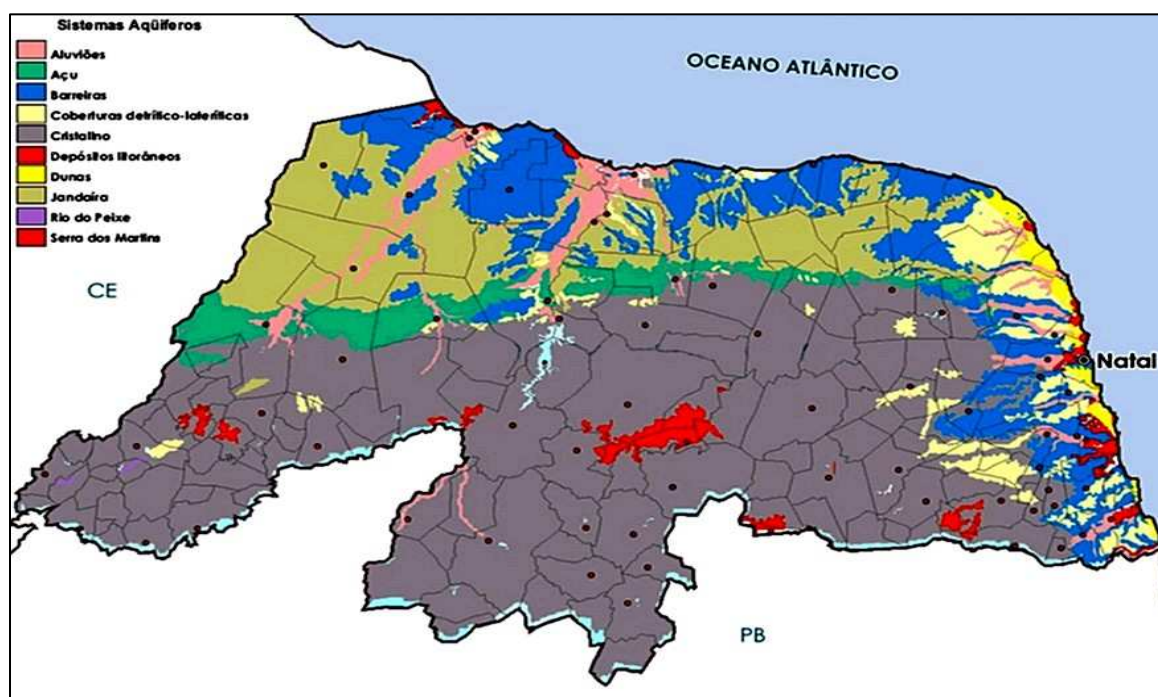 Sistemas Aqüíferos
Aluviões
Açu
Barreiras
Coberturas detrítico-lateríticas
Cristalino
Depósitos litorâneos
Dunas
Jandaíra
Rio do Peixe
Serra dos Martins
OCEANO ATLÂNTICO
CE
Natal
PB